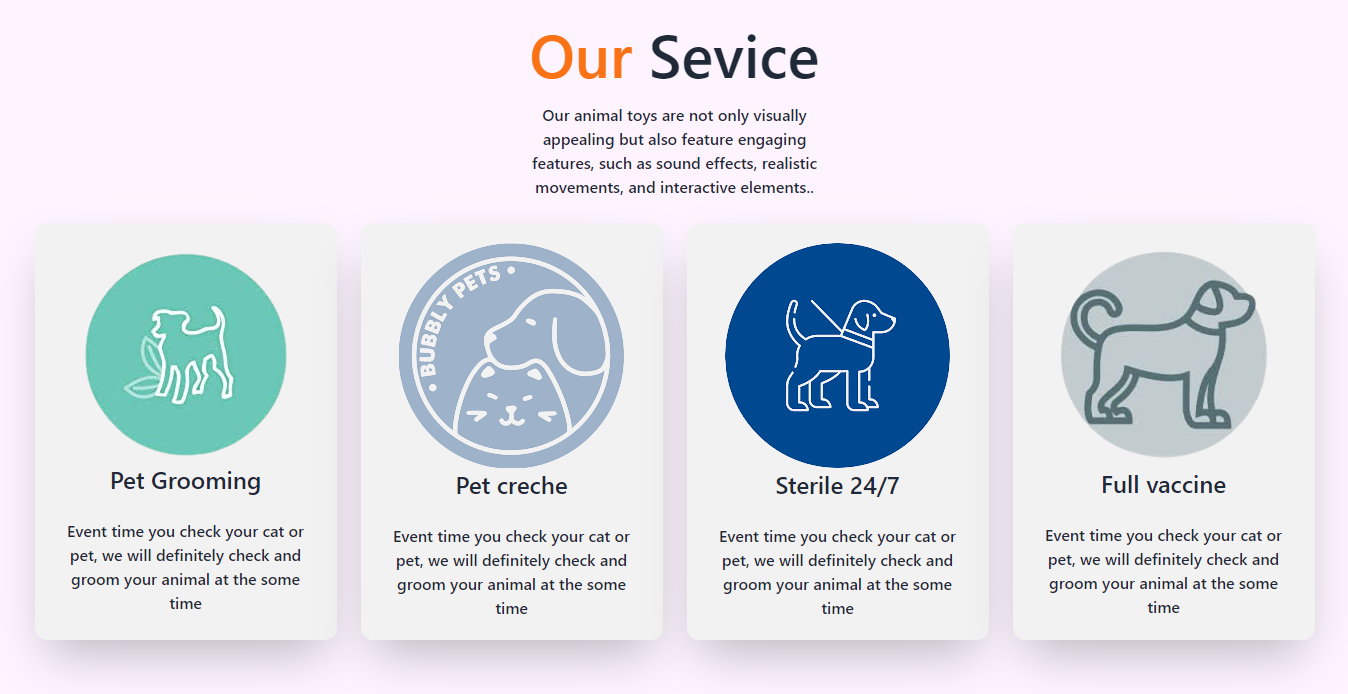 Our Sevice
Our animal toys are not only visually
appealing but also feature engaging
features, such as sound effects, realistic
movements, and interactive elements..
Pet Grooming
Event time you check your cat or
pet, we will definitely check and
groom your animal at the some
time
• BUBBLY PETS •
Pet creche
Event time you check your cat or
pet, we will definitely check and
groom your animal at the some
time
Sterile 24/7
Event time you check your cat or
pet, we will definitely check and
groom your animal at the some
time
Full vaccine
Event time you check your cat or
pet, we will definitely check and
groom your animal at the some
time